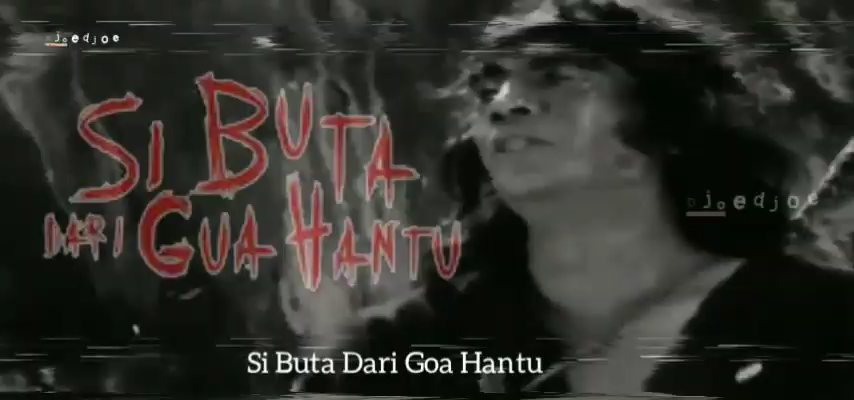 joedjoe
SI BUTA
DARI GUA HANTU
joedjoe
Si Buta Dari Goa Hantu